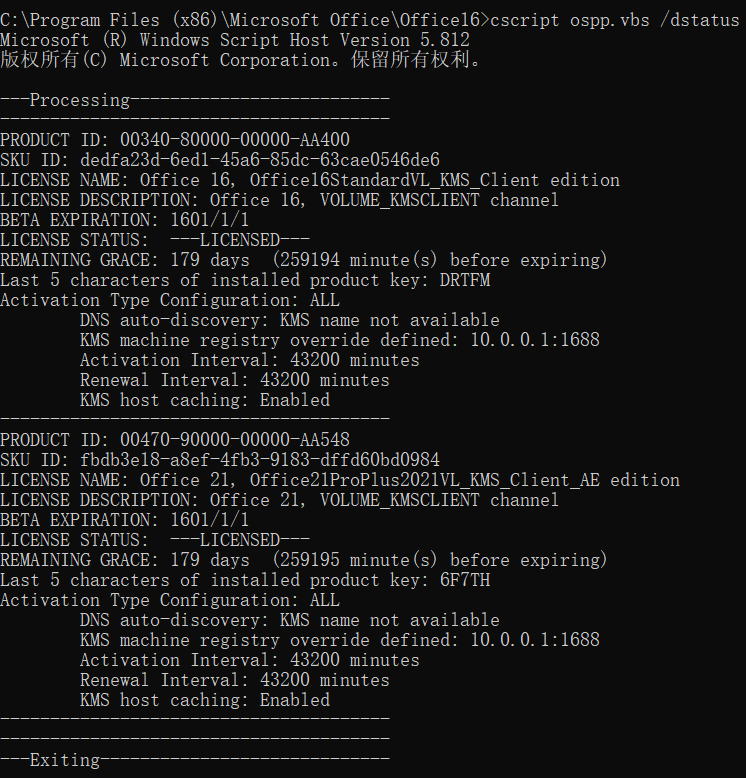 C:\Program Files (x86)\Microsoft Office\Office16>cscript ospp.vbs /dstatus
Microsoft (R) Windows Script Host Version 5.812
版权所有(C) Microsoft Corporation。保留所有权利。
---Processing--------------------------
---------------------------------------
PRODUCT ID: 00340-80000-00000-AA400
SKU ID: dedfa23d-6ed1-45a6-85dc-63cae0546de6
LICENSE NAME: Office 16, Office16StandardVL_KMS_Client edition
LICENSE DESCRIPTION: Office 16, VOLUME_KMSCLIENT channel
BETA EXPIRATION: 1601/1/1
LICENSE STATUS:  ---LICENSED---
REMAINING GRACE: 179 days  (259194 minute(s) before expiring)
Last 5 characters of installed product key: DRTFM
Activation Type Configuration: ALL
        DNS auto-discovery: KMS name not available
        KMS machine registry override defined: 10.0.0.1:1688
        Activation Interval: 43200 minutes
        Renewal Interval: 43200 minutes
        KMS host caching: Enabled
---------------------------------------
PRODUCT ID: 00470-90000-00000-AA548
SKU ID: fbdb3e18-a8ef-4fb3-9183-dffd60bd0984
LICENSE NAME: Office 21, Office21ProPlus2021VL_KMS_Client_AE edition
LICENSE DESCRIPTION: Office 21, VOLUME_KMSCLIENT channel
BETA EXPIRATION: 1601/1/1
LICENSE STATUS:  ---LICENSED---
REMAINING GRACE: 179 days  (259195 minute(s) before expiring)
Last 5 characters of installed product key: 6F7TH
Activation Type Configuration: ALL
        DNS auto-discovery: KMS name not available
        KMS machine registry override defined: 10.0.0.1:1688
        Activation Interval: 43200 minutes
        Renewal Interval: 43200 minutes
        KMS host caching: Enabled
---------------------------------------
---------------------------------------
---Exiting-----------------------------